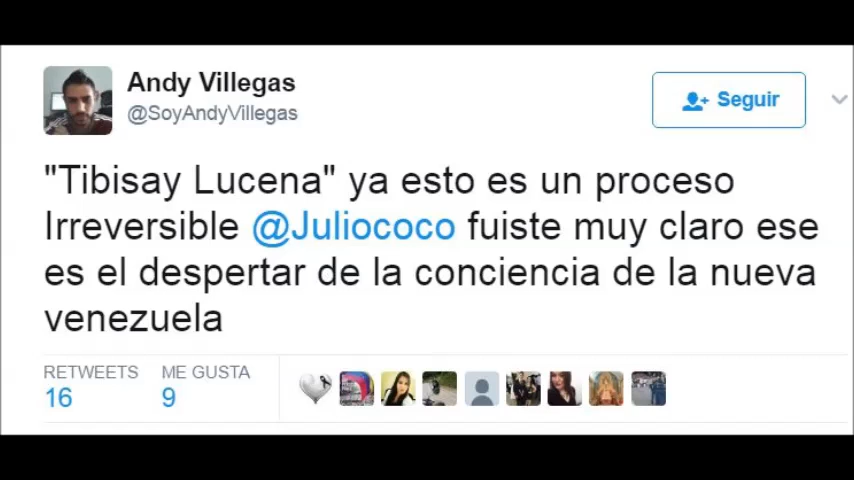 Andy Villegas
@SoyAndyVillegas
Seguir
"Tibisay Lucena" ya esto es un proceso
Irreversible @Juliococo fuiste muy claro ese
es el despertar de la conciencia de la nueva
venezuela
RETWEETS ME GUSTA
16 9